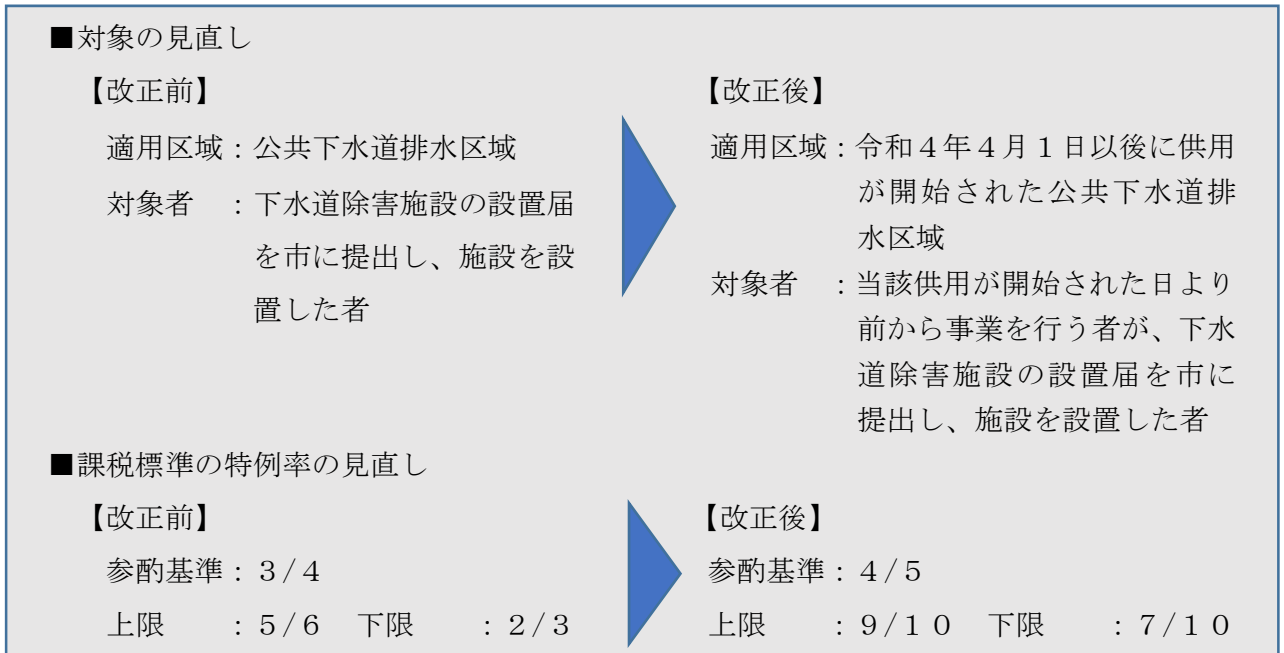 ■対象の見直し
【改正前】
適用区域：公共下水道排水区域
対象者　：下水道除害施設の設置届
を市に提出し、施設を設
置した者
【改正後】
適用区域：令和４年４月１日以後に供用
が開始された公共下水道排
水区域
対象者　：当該供用が開始された日より
前から事業を行う者が、下水
道除害施設の設置届を市に
提出し、施設を設置した者
■課税標準の特例率の見直し
【改正前】
参酌基準：３/４
上限　　：５/６　下限　　：２/３
【改正後】
参酌基準：４/５
上限　　：９/１０　下限　　：７/１０